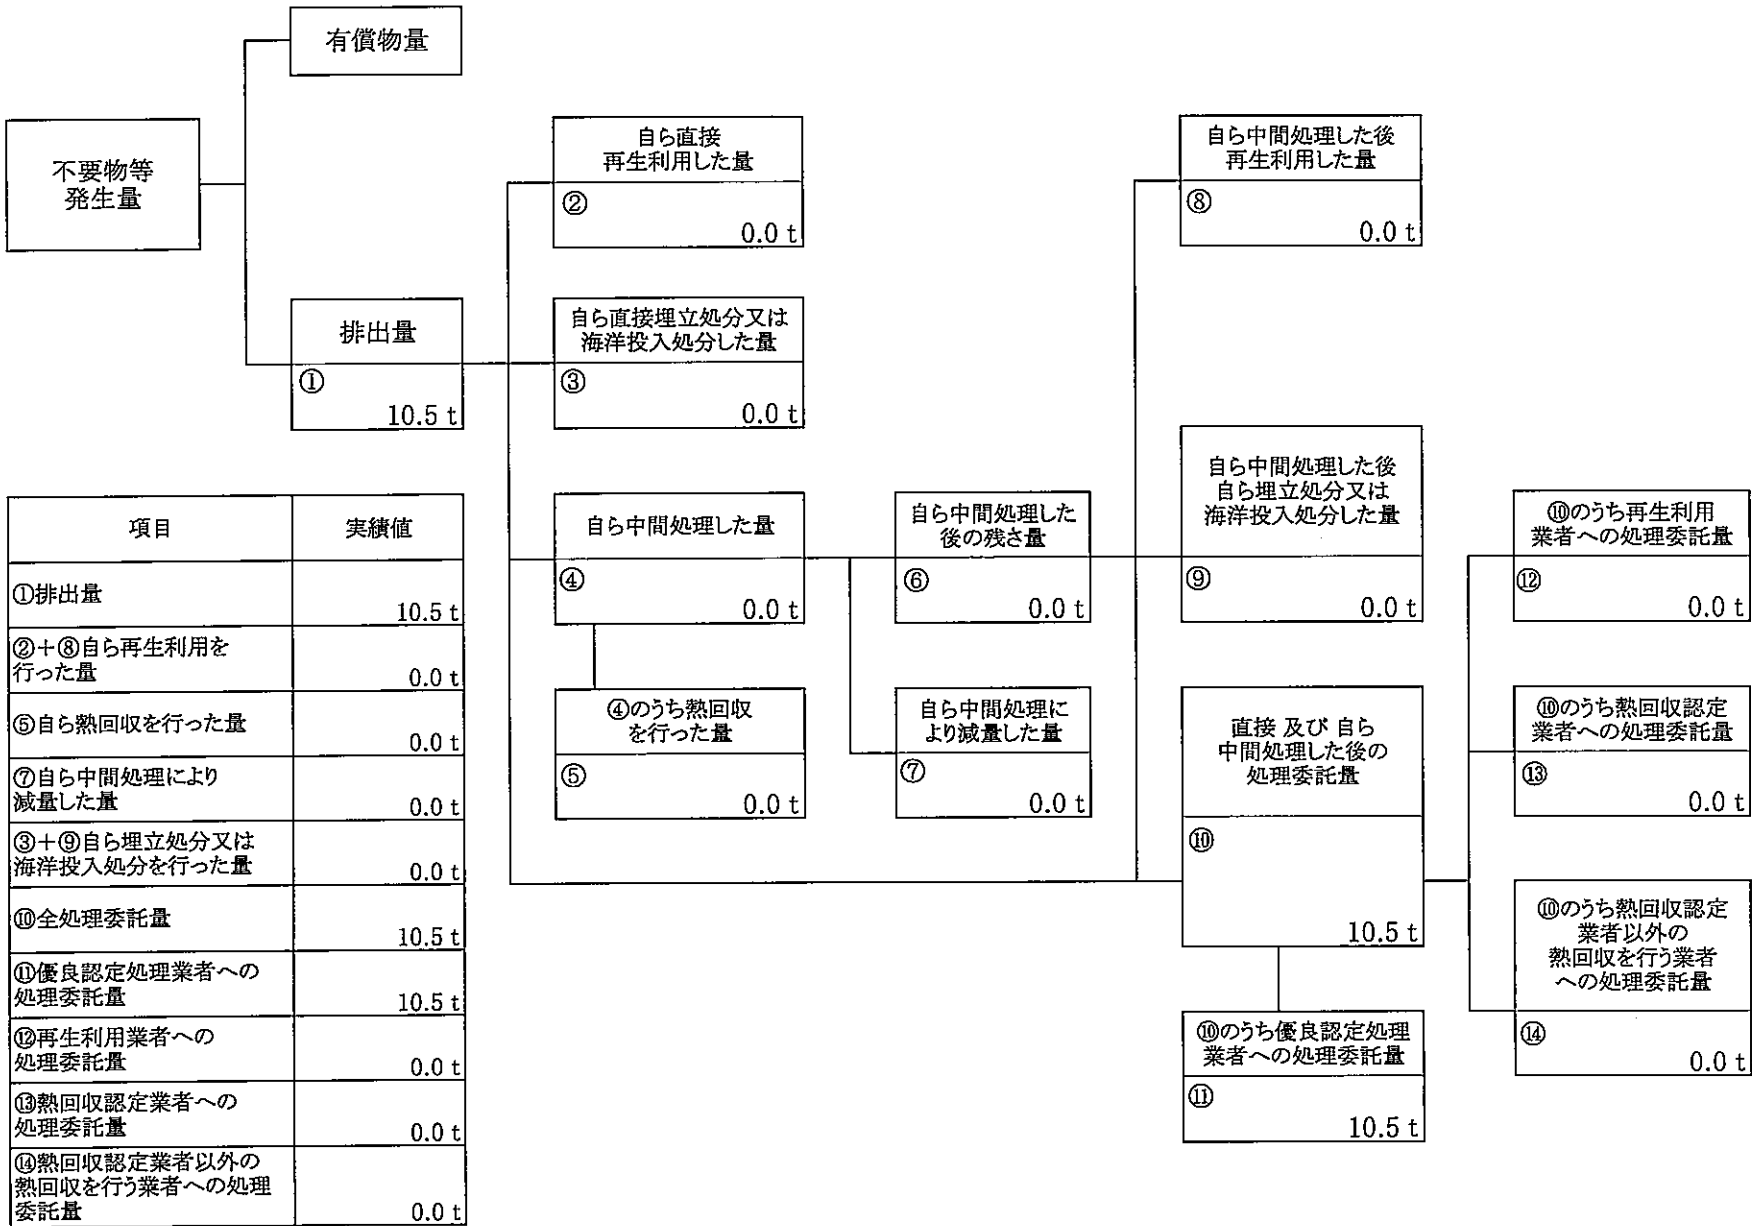 有償物量
不要物等
発生量
排出量
①
10.5 t
自ら直接
再生利用した量
②
0.0 t
自ら直接埋立処分又は
海洋投入処分した量
③
0.0 t
自ら中間処理した量
④
0.0 t
④のうち熱回収
を行った量
⑤
0.0 t
自ら中間処理した
後の残さ量
⑥
0.0 t
自ら中間処理に
より減量した量
⑦
0.0 t
自ら中間処理した後
再生利用した量
⑧
0.0 t
自ら中間処理した後
自ら埋立処分又は
海洋投入処分した量
⑨
0.0 t
直接 及び 自ら
中間処理した後の
処理委託量
⑩
10.5 t
⑩のうち優良認定処理
業者への処理委託量
⑪
10.5 t
⑩のうち再生利用
業者への処理委託量
⑫
0.0 t
⑩のうち熱回収認定
業者への処理委託量
⑬
0.0 t
⑩のうち熱回収認定
業者以外の
熱回収を行う業者
への処理委託量
⑭
0.0 t
項目 実績値
①排出量
10.5 t
②+⑧自ら再生利用を
行った量
0.0 t
⑤自ら熱回収を行った量
0.0 t
⑦自ら中間処理により
減量した量
0.0 t
③+⑨自ら埋立処分又は
海洋投入処分を行った量
0.0 t
⑩全処理委託量
10.5 t
⑪優良認定処理業者への
処理委託量
10.5 t
⑫再生利用業者への
処理委託量
0.0 t
⑬熱回収認定業者への
処理委託量
0.0 t
⑭熱回収認定業者以外の
熱回収を行う業者への処理
委託量
0.0 t